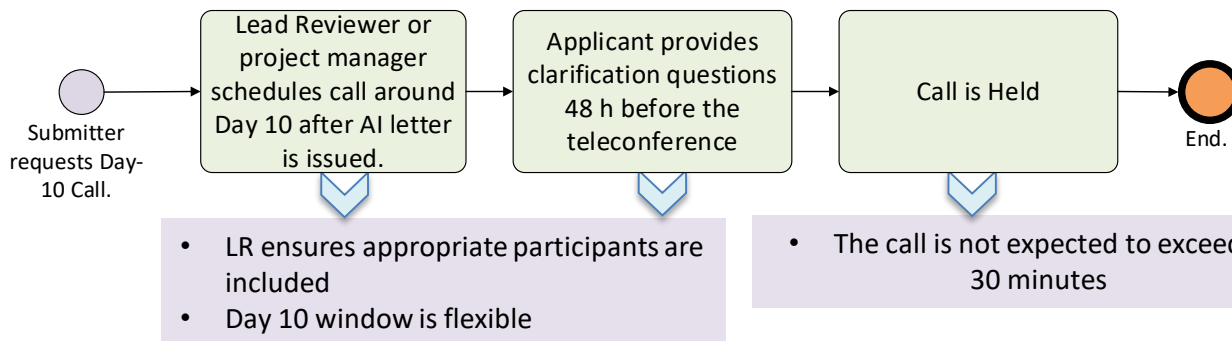 Submitter
requests Day-
10 Call.
Lead Reviewer or
project manager
schedules call around
Day 10 after AI letter
is issued.
Applicant provides
clarification questions
48 h before the
teleconference
Call is Held
End.
• LR ensures appropriate participants are
included
• Day 10 window is flexible
• The call is not expected to exceed
30 minutes